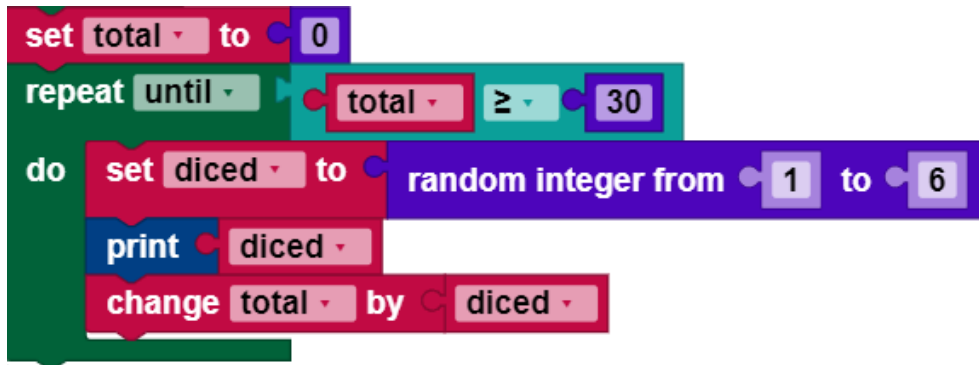 set total to 0
repeat until total ≥ 30
do set diced to random integer from 1 to 6
print diced
change total by diced